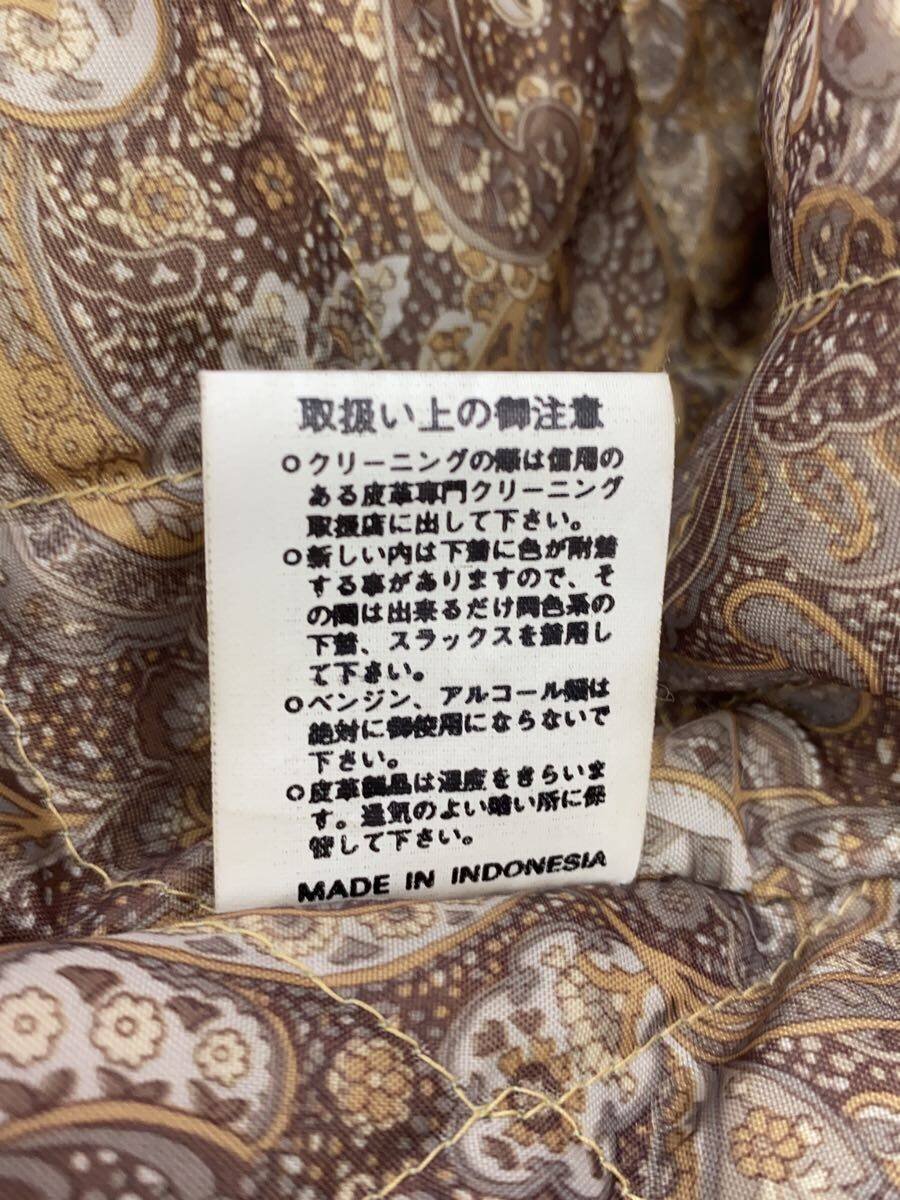 取扱い上の御注意
○クリーニングの際は信用の
ある皮革専門クリーニング
取扱店に出して下さい。
○新しい内は下着に色が附着
する事がありますので、そ
の間は出来るだけ同色系の
下着、スラックスを着用し
て下さい。
○ベンジン、アルコール類は
絶対に御使用にならないで
下さい。
○皮革製品は湿度をきらいま
す。通気のよい暗い所に保
管して下さい。
MADE IN INDONESIA